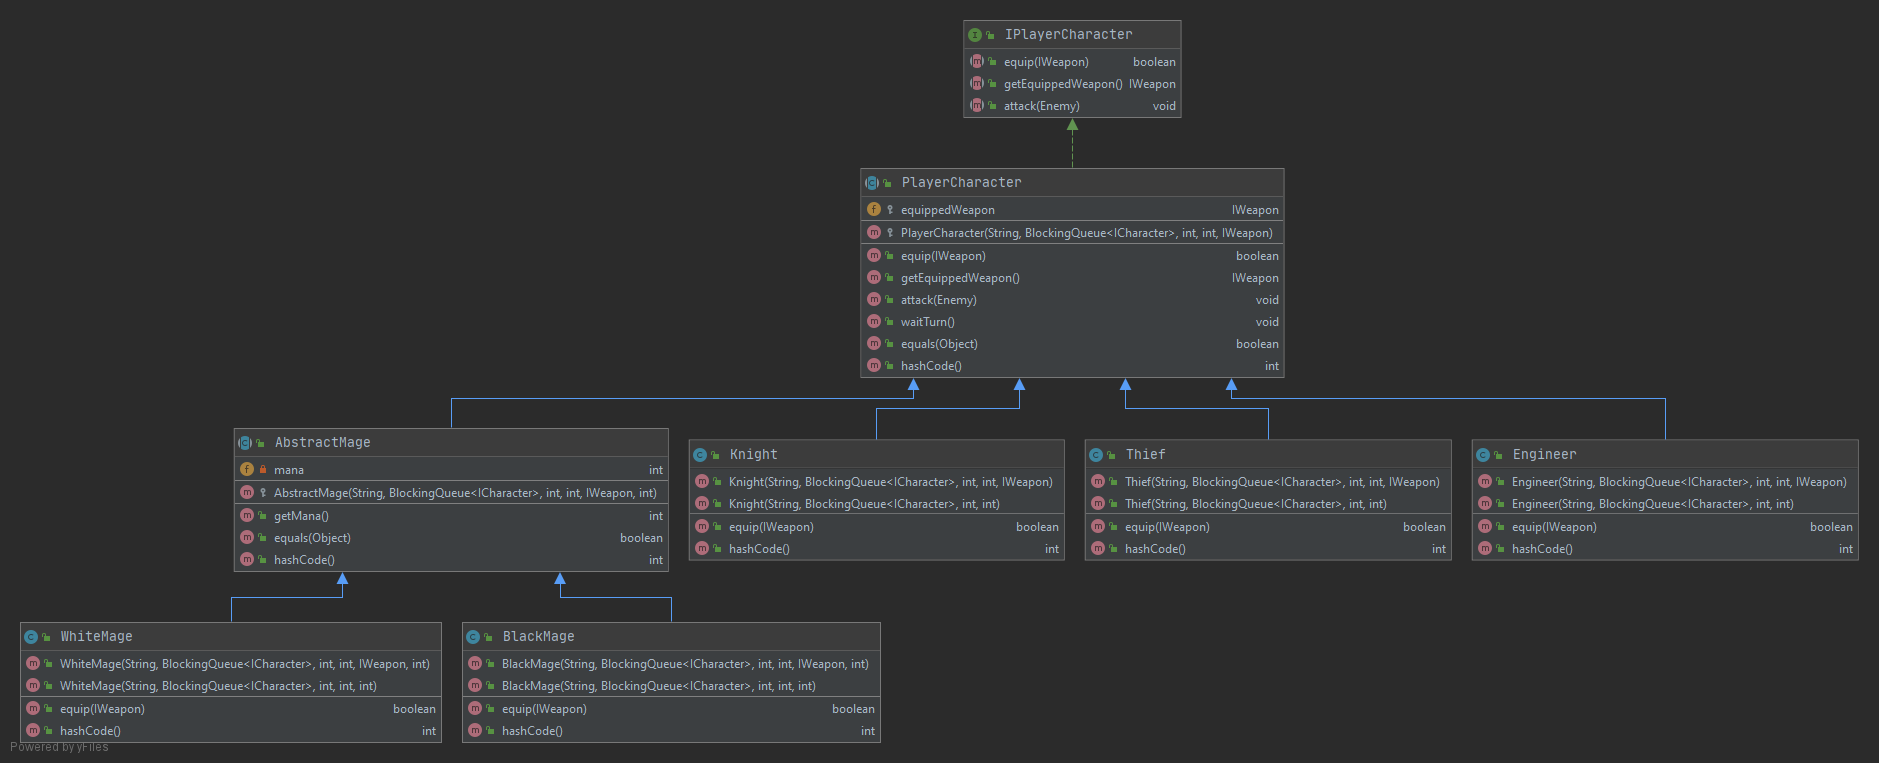 IPlayerCharacter
equip(IWeapon) boolean
getEquippedWeapon() IWeapon
attack(Enemy) void
PlayerCharacter
equippedWeapon IWeapon
PlayerCharacter(String, BlockingQueue<ICharacter>, int, int, IWeapon)
equip(IWeapon) boolean
getEquippedWeapon() IWeapon
attack(Enemy) void
waitTurn() void
equals(Object) boolean
hashCode() int
AbstractMage
mana int
AbstractMage(String, BlockingQueue<ICharacter>, int, int, IWeapon, int)
getMana() int
equals(Object) boolean
hashCode() int
Knight
Knight(String, BlockingQueue<ICharacter>, int, int, IWeapon)
Knight(String, BlockingQueue<ICharacter>, int, int)
equip(IWeapon) boolean
hashCode() int
Thief
Thief(String, BlockingQueue<ICharacter>, int, int, IWeapon)
Thief(String, BlockingQueue<ICharacter>, int, int)
equip(IWeapon) boolean
hashCode() int
Engineer
Engineer(String, BlockingQueue<ICharacter>, int, int, IWeapon)
Engineer(String, BlockingQueue<ICharacter>, int, int)
equip(IWeapon) boolean
hashCode() int
WhiteMage
WhiteMage(String, BlockingQueue<ICharacter>, int, int, IWeapon, int)
WhiteMage(String, BlockingQueue<ICharacter>, int, int, int)
equip(IWeapon) boolean
hashCode() int
BlackMage
BlackMage(String, BlockingQueue<ICharacter>, int, int, IWeapon, int)
BlackMage(String, BlockingQueue<ICharacter>, int, int, int)
equip(IWeapon) boolean
hashCode() int
Powered by yFiles